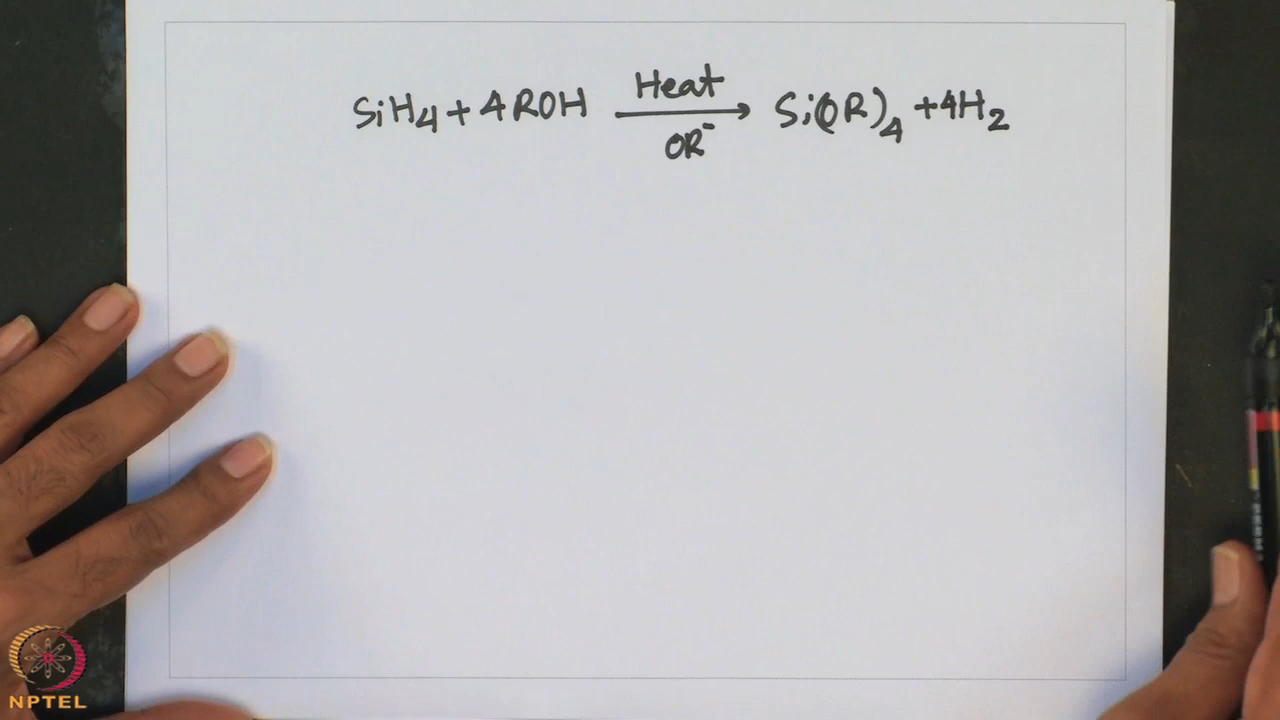 SiH4 + 4ROH Heat OR⁻ → Si(OR)4 + 4H2
NPTEL